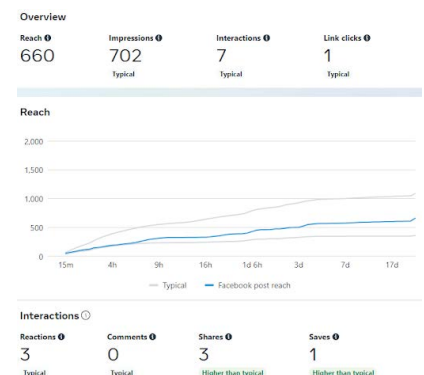 Overview
Reach Impressions Interactions Link clicks
660 702 7 1
Typical Typical Typical
Reach
2,000
1,500
1,000
500
0
15m 4h 9h 16h 1d 6h 3d 7d 17d
Typical Facebook post reach
Interactions
Reactions Comments Shares Saves
3 0 3 1
Typical Typical Higher than typical Higher than typical